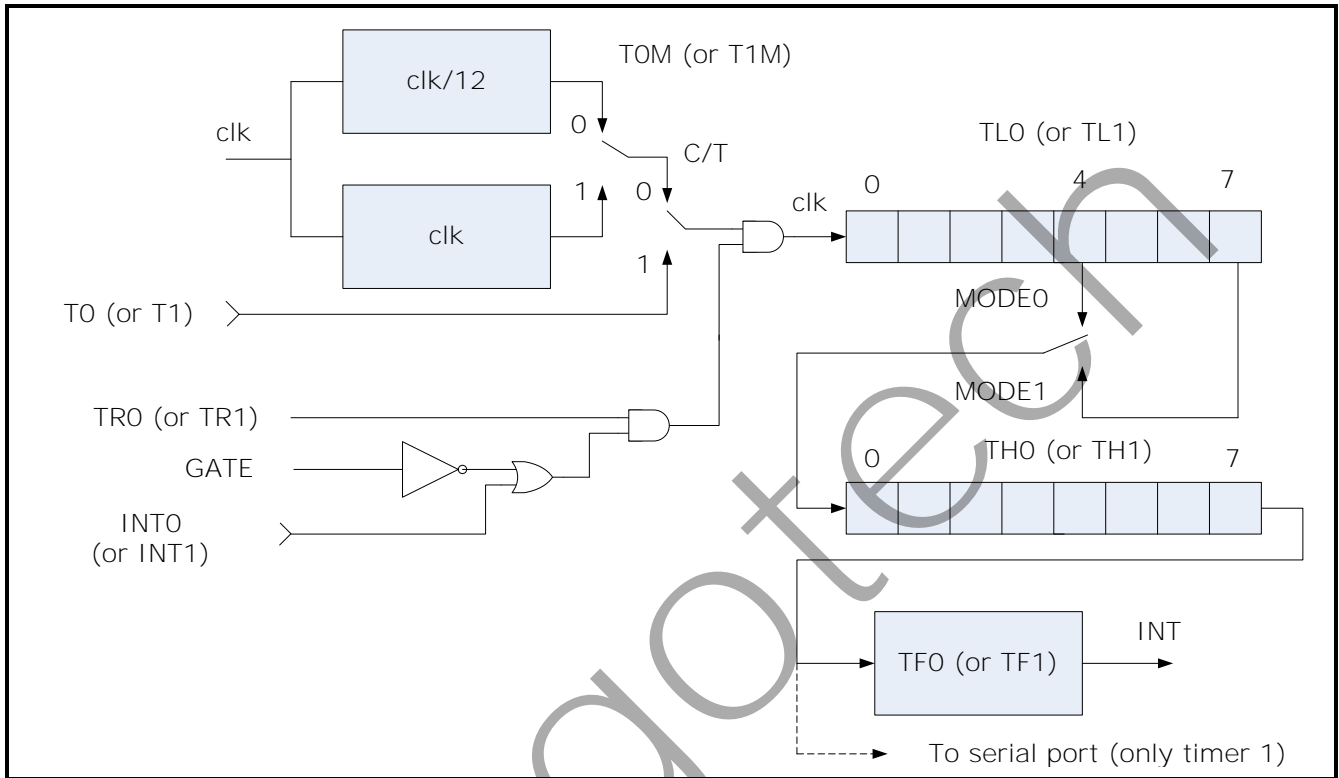 T0M (or T1M)
clk/12
clk
0
C/T
TL0 (or TL1)
1
0
0
4
7
clk
clk
1
T0 (or T1)
MODE0
MODE1
TR0 (or TR1)
GATE
INT0
(or INT1)
TH0 (or TH1)
0
7
TF0 (or TF1)
INT
To serial port (only timer 1)
gotech